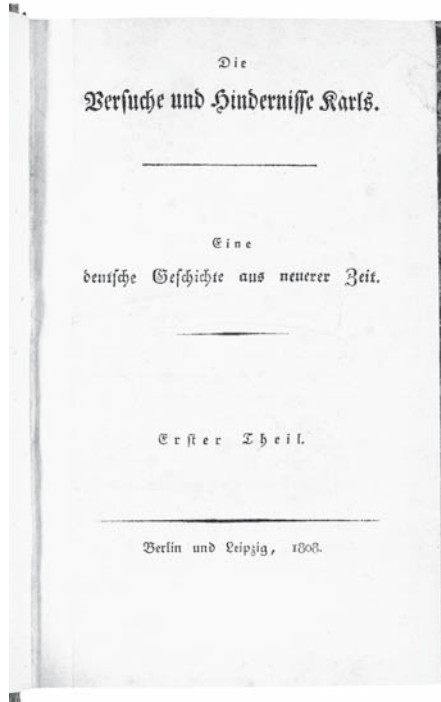 Die
Versuche und Hindernisse Karls.
Eine
deutsche Geschichte aus neuerer Zeit.
Erster Theil.
Berlin und Leipzig, 1808.